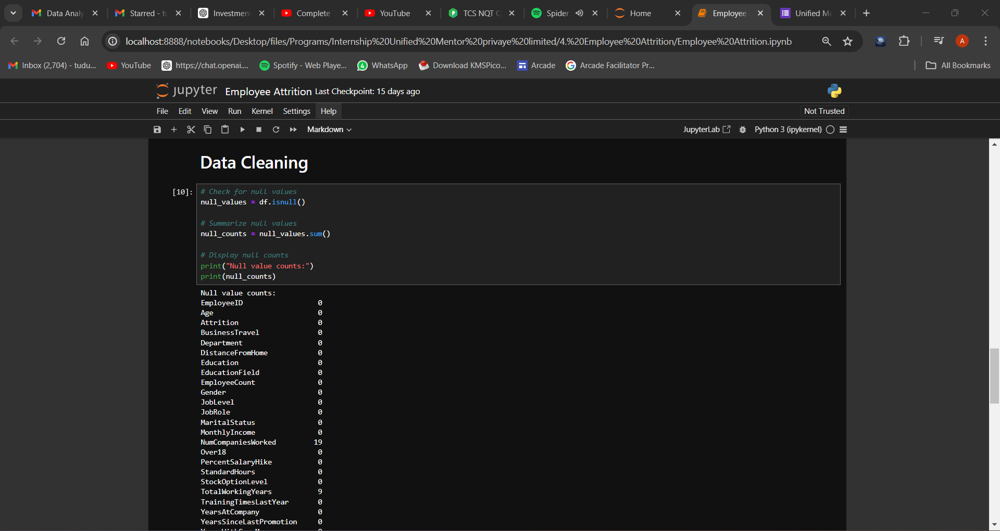 Data Analy
Starred - tu
Investmen
Complete
YouTube
TCS NQT C
Spider
Home
Employee
Unified Me
localhost:8888/notebooks/Desktop/files/Programs/Internship%20Unified%20Mentor%20privaye%20limited/4.%20Employee%20Attrition/Employee%20Attrition.ipynb
A
Inbox (2,704) - tudu...
YouTube
https://chat.openai....
Spotify - Web Playe...
4
WhatsApp
Download KMSPico...
Arcade
Arcade Facilitator Pr...
All Bookmarks
jupyter Employee Attrition Last Checkpoint: 15 days ago
File Edit View Run Kernel Settings Help
Not Trusted
Markdown
JupyterLab
Python 3 (ipykernel)
Data Cleaning
[10]: # Check for null values
null_values = df.isnull()
# Summarize null values
null_counts = null_values.sum()
# Display null counts
print("Null value counts:")
print(null_counts)
Null value counts:
EmployeeID 0
Age 0
Attrition 0
BusinessTravel 0
Department 0
DistanceFromHome 0
Education 0
EducationField 0
EmployeeCount 0
Gender 0
JobLevel 0
JobRole 0
MaritalStatus 0
MonthlyIncome 0
NumCompaniesWorked 19
Over18 0
PercentSalaryHike 0
StandardHours 0
StockOptionLevel 0
TotalWorkingYears 9
TrainingTimesLastYear 0
YearsAtCompany 0
YearsSinceLastPromotion 0